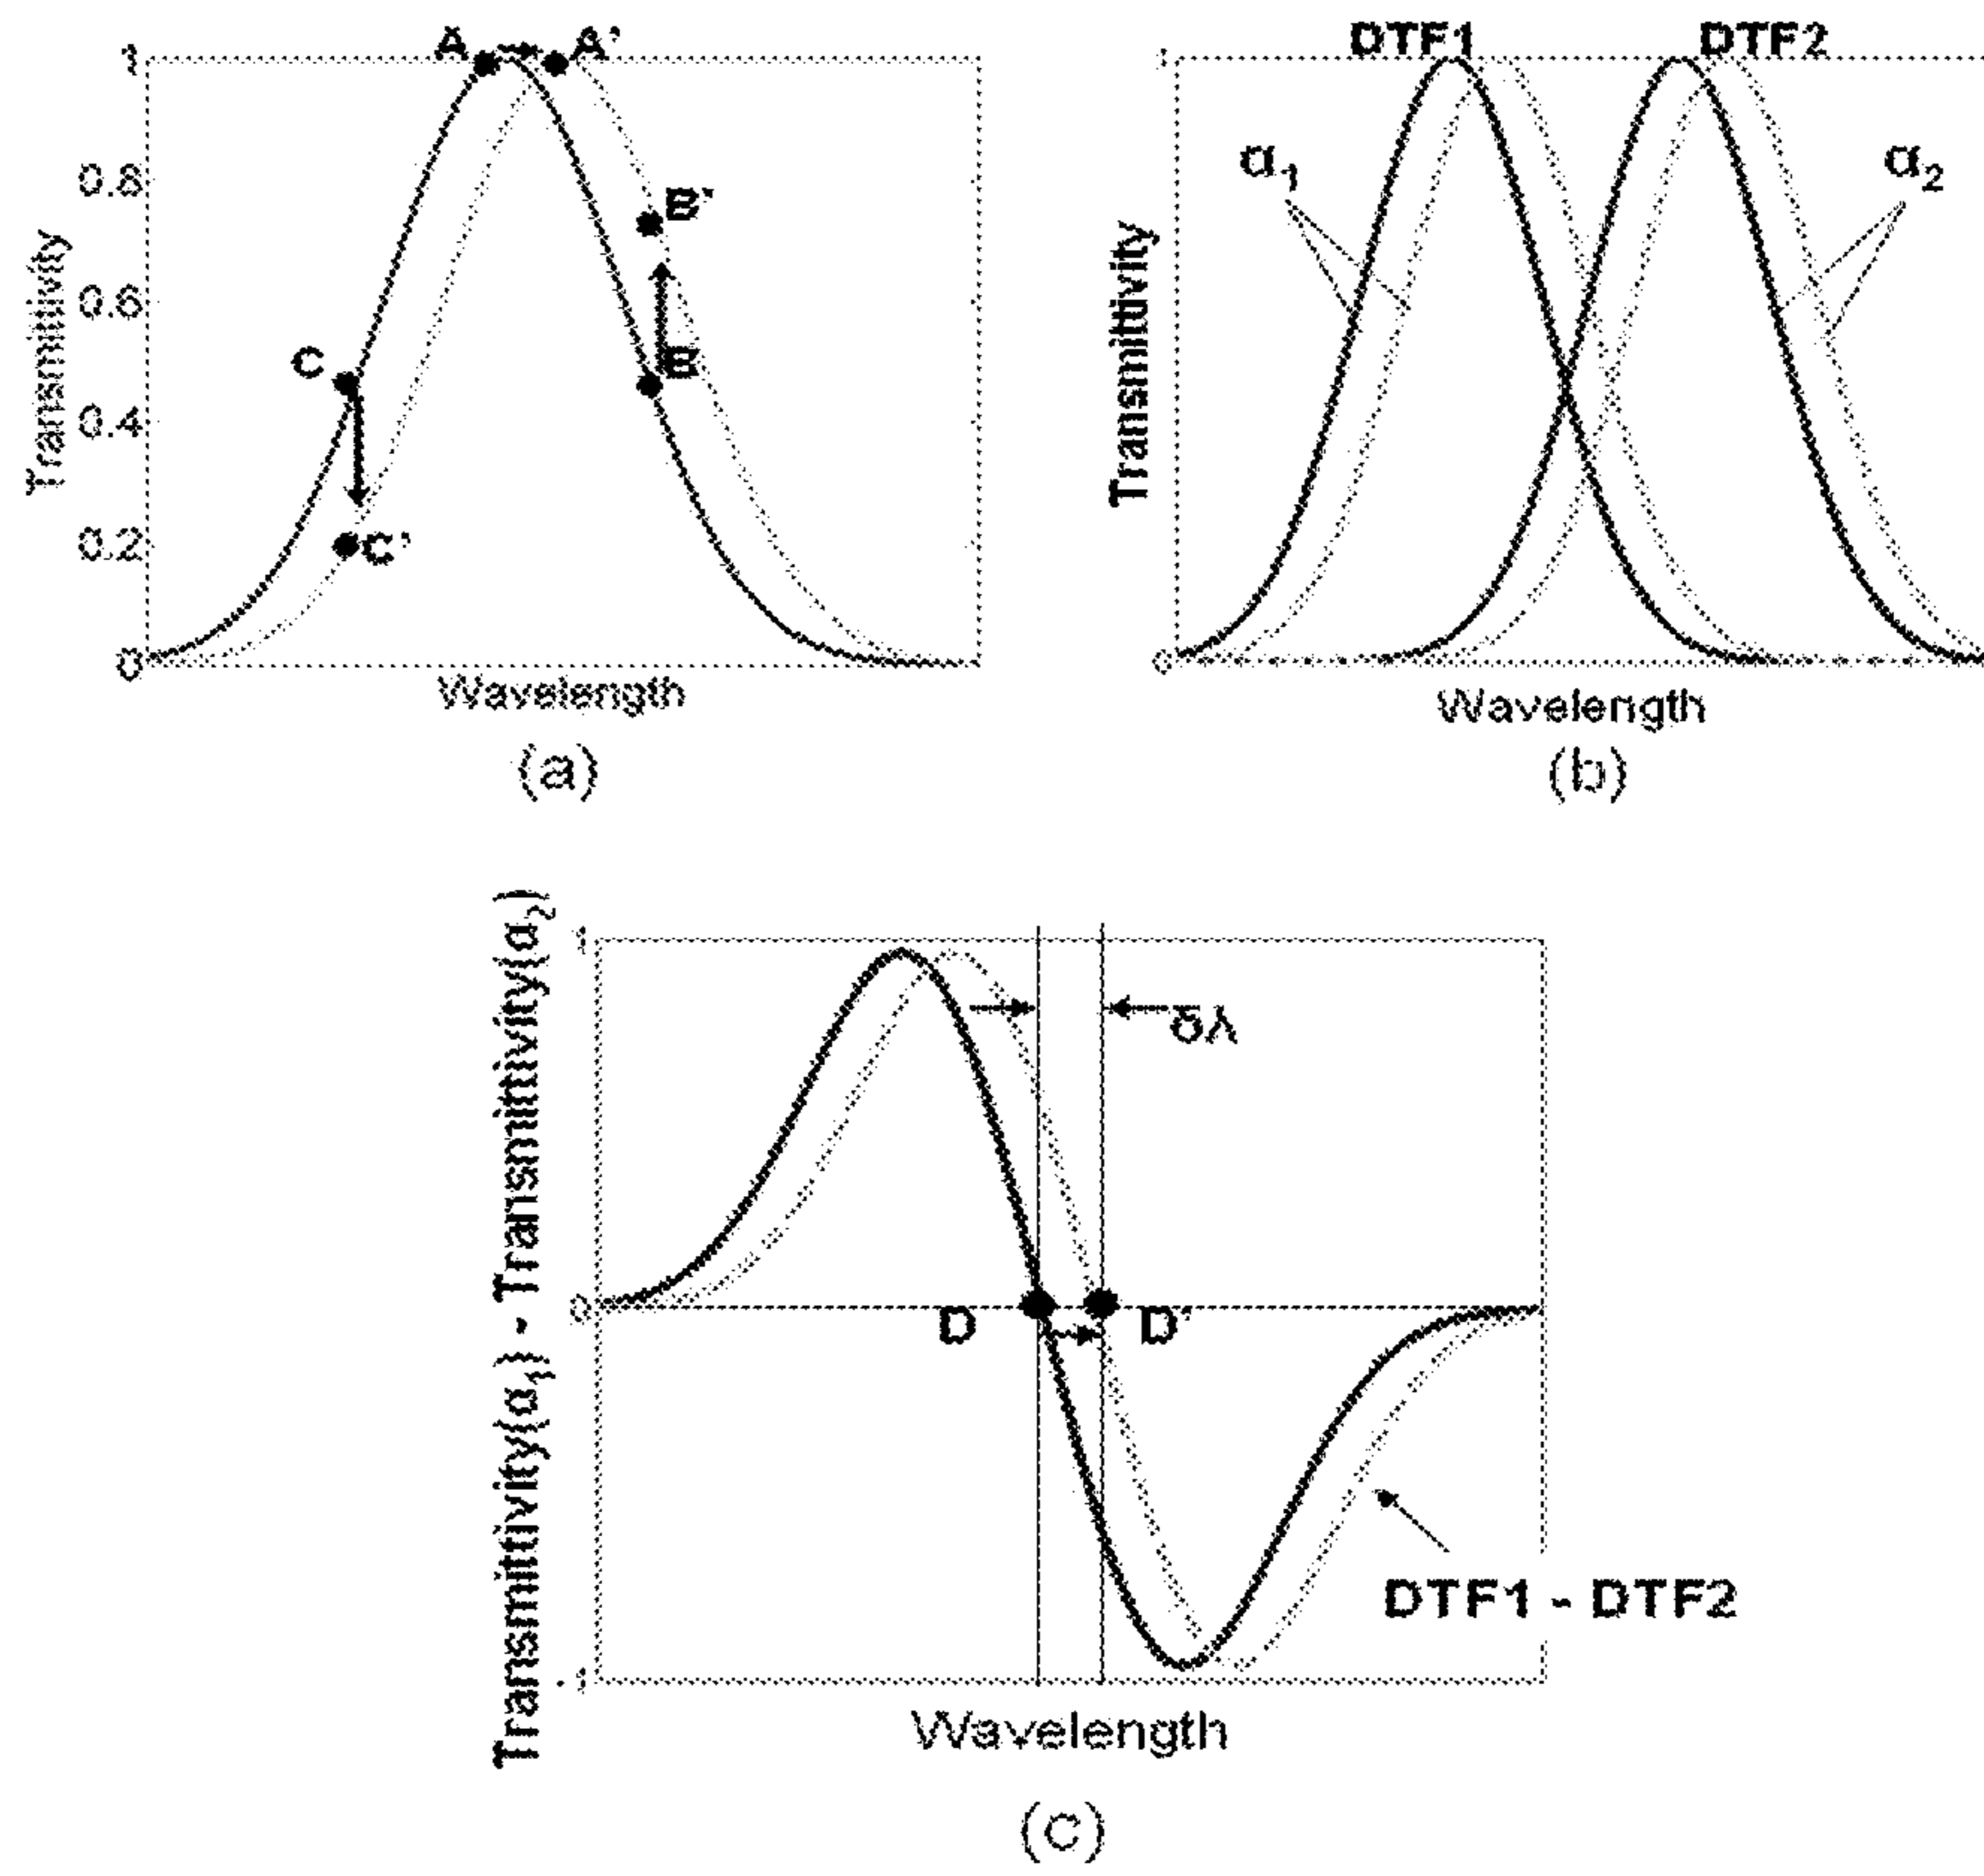 A A'
1
0.8
B'
0.6
C B
0.4
0.2
C'
0
Transmittivity
Wavelength
(a)
DTF1 DTF2
1
α1 α2
Transmittivity
0
Wavelength
(b)
Transmittivity(α1) - Transmittivity(α2)
1
δλ
0
D D'
DTF1 - DTF2
-1
Wavelength
(c)